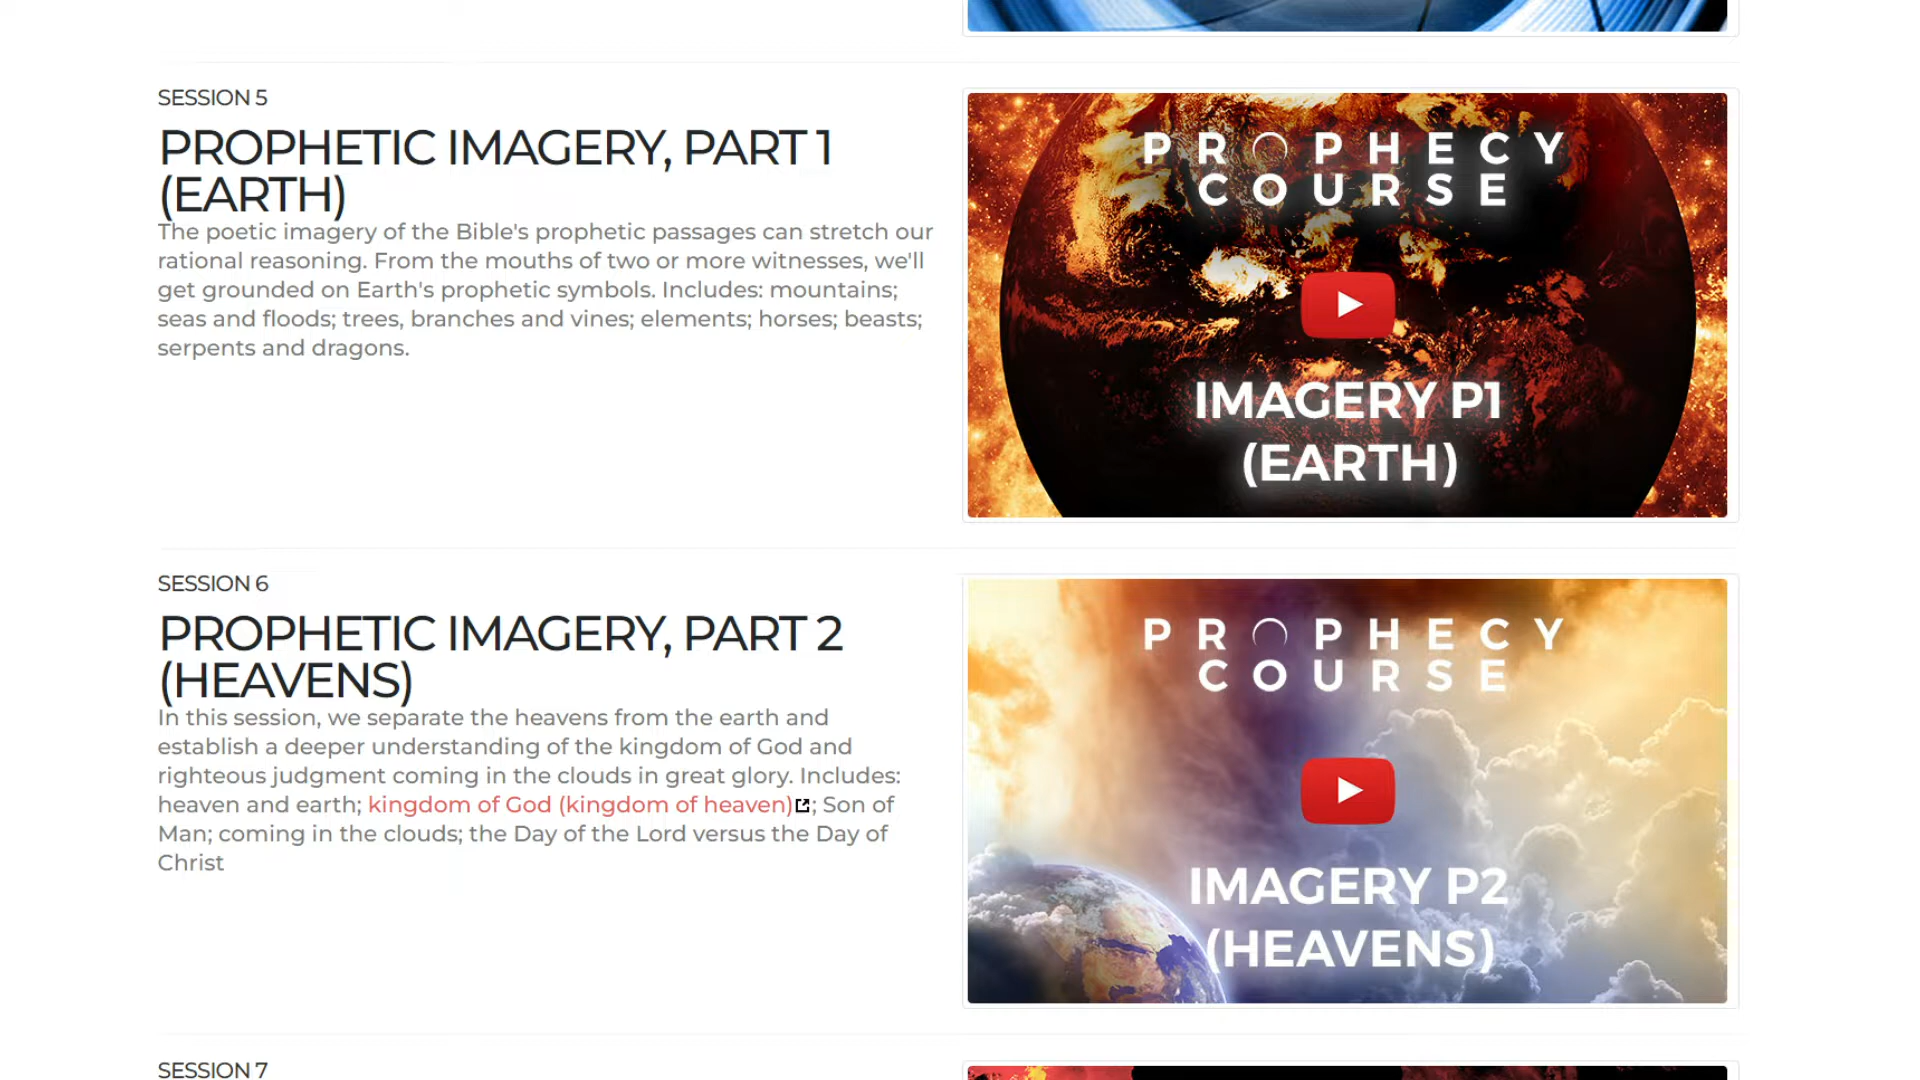 SESSION 5
PROPHETIC IMAGERY, PART 1
(EARTH)
The poetic imagery of the Bible's prophetic passages can stretch our
rational reasoning. From the mouths of two or more witnesses, we'll
get grounded on Earth's prophetic symbols. Includes: mountains;
seas and floods; trees, branches and vines; elements; horses; beasts;
serpents and dragons.
PROPHECY
COURSE
IMAGERY P1
(EARTH)
SESSION 6
PROPHETIC IMAGERY, PART 2
(HEAVENS)
In this session, we separate the heavens from the earth and
establish a deeper understanding of the kingdom of God and
righteous judgment coming in the clouds in great glory. Includes:
heaven and earth; kingdom of God (kingdom of heaven); Son of
Man; coming in the clouds; the Day of the Lord versus the Day of
Christ
PROPHECY
COURSE
IMAGERY P2
(HEAVENS)
SESSION 7